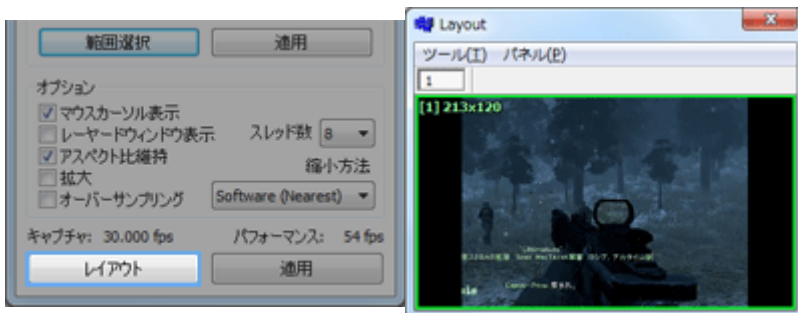 範囲選択 適用
オプション
マウスカーソル表示
レーヤードウィンドウ表示 スレッド数 8
アスペクト比維持
縮小方法
拡大
オーバーサンプリング Software (Nearest)
キャプチャ: 30.000 fps パフォーマンス: 54 fps
レイアウト 適用
Layout
ツール(T) パネル(P)
1
[1] 213x120